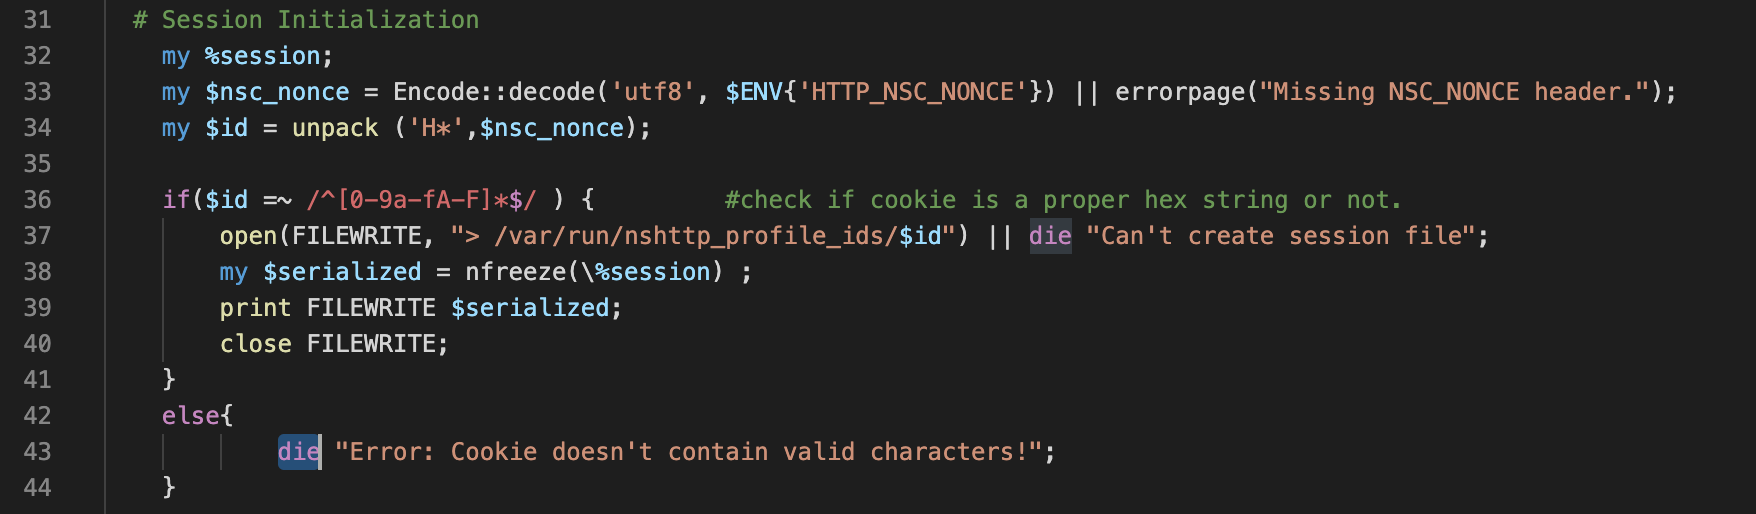 31 # Session Initialization
32 my %session;
33 my $nsc_nonce = Encode::decode('utf8', $ENV{'HTTP_NSC_NONCE'}) || errorpage("Missing NSC_NONCE header.");
34 my $id = unpack ('H*',$nsc_nonce);
35
36 if($id =~ /^[0-9a-fA-F]*$/ ) { #check if cookie is a proper hex string or not.
37 open(FILEWRITE, "> /var/run/nshttp_profile_ids/$id") || die "Can't create session file";
38 my $serialized = nfreeze(\%session) ;
39 print FILEWRITE $serialized;
40 close FILEWRITE;
41 }
42 else{
43 die "Error: Cookie doesn't contain valid characters!";
44 }